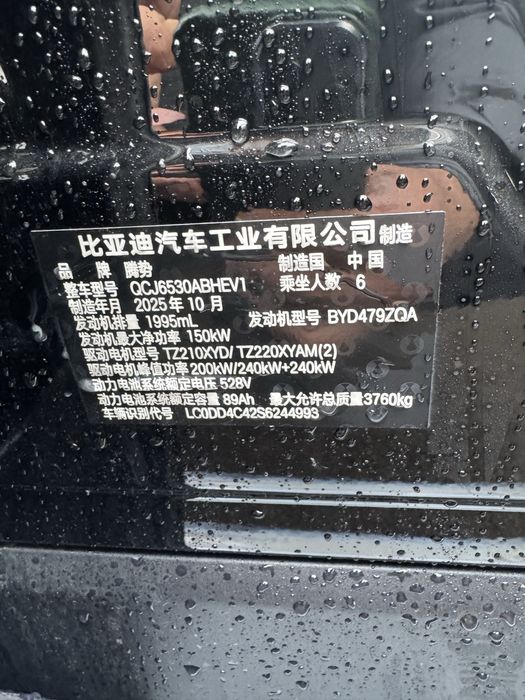 比亚迪汽车工业有限公司制造
品 牌 腾势 制造国 中国
整车型号 QCJ6530ABHEV1 乘坐人数 6
制造年月 2025年10月
发动机排量 1995mL 发动机型号 BYD479ZQA
发动机最大净功率 150kW
驱动电机型号 TZ210XYD/TZ220XYAM(2)
驱动电机峰值功率 200kW/240kW+240kW
动力电池系统额定电压 528V
动力电池系统额定容量 89Ah 最大允许总质量3760kg
车辆识别代号 LC0DD4C42S6244993